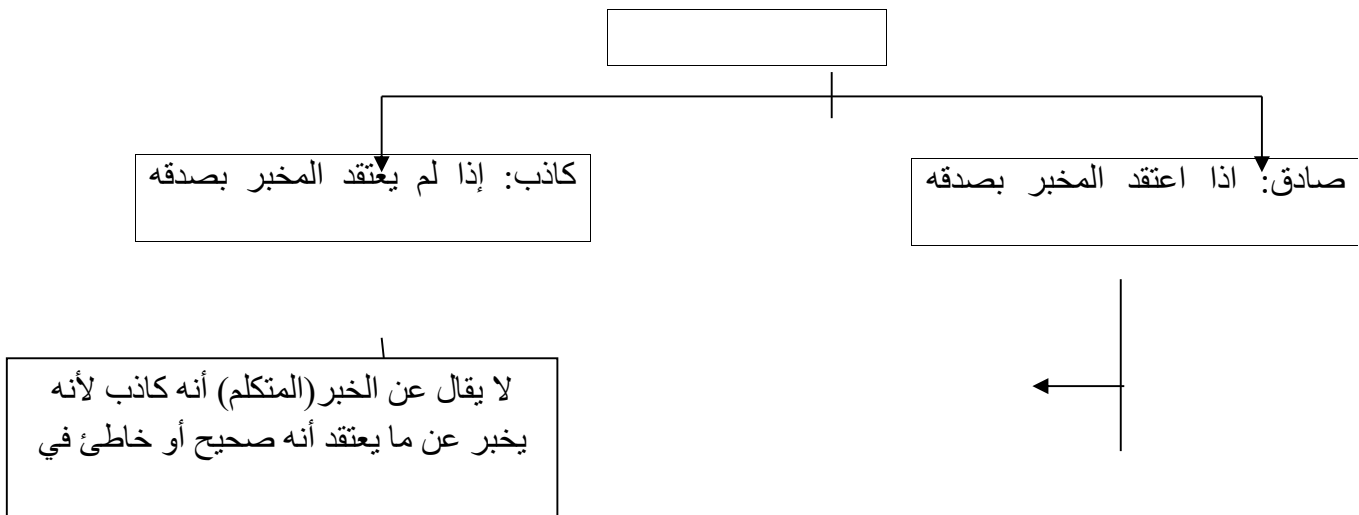 صادق: اذا اعتقد المخبر بصدقه
كاذب: إذا لم يعتقد المخبر بصدقه
لا يقال عن الخبر(المتكلم) أنه كاذب لأنه
يخبر عن ما يعتقد أنه صحيح أو خاطئ في